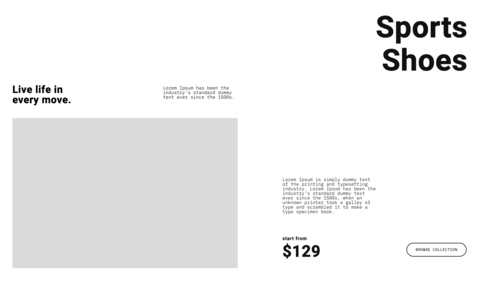 Sports
Shoes
Live life in
every move.
Lorem Ipsum has been the
industry's standard dummy
text ever since the 1500s.
Lorem Ipsum is simply dummy text
of the printing and typesetting
industry. Lorem Ipsum has been the
industry's standard dummy text
ever since the 1500s, when an
unknown printer took a galley of
type and scrambled it to make a
type specimen book.
start from
$129
BROWSE COLLECTION